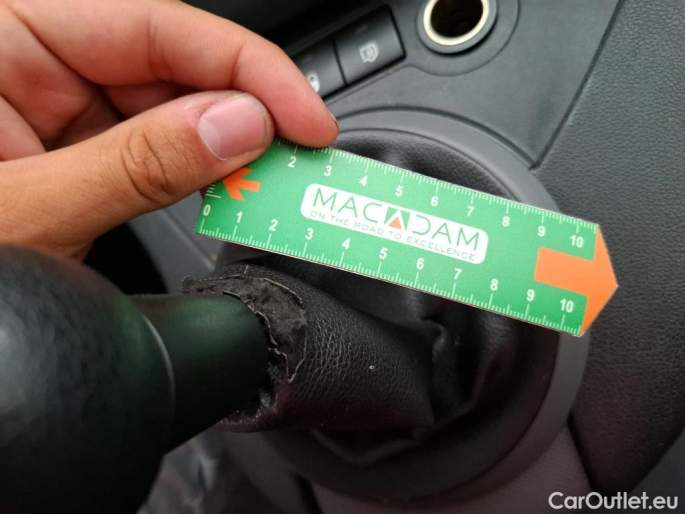 2 3 4 5 6 7 8 9 10
MACADAM
ON THE ROAD TO EXCELLENCE
0 1 2 3 4 5 6 7 8 9 10
CarOutlet.eu